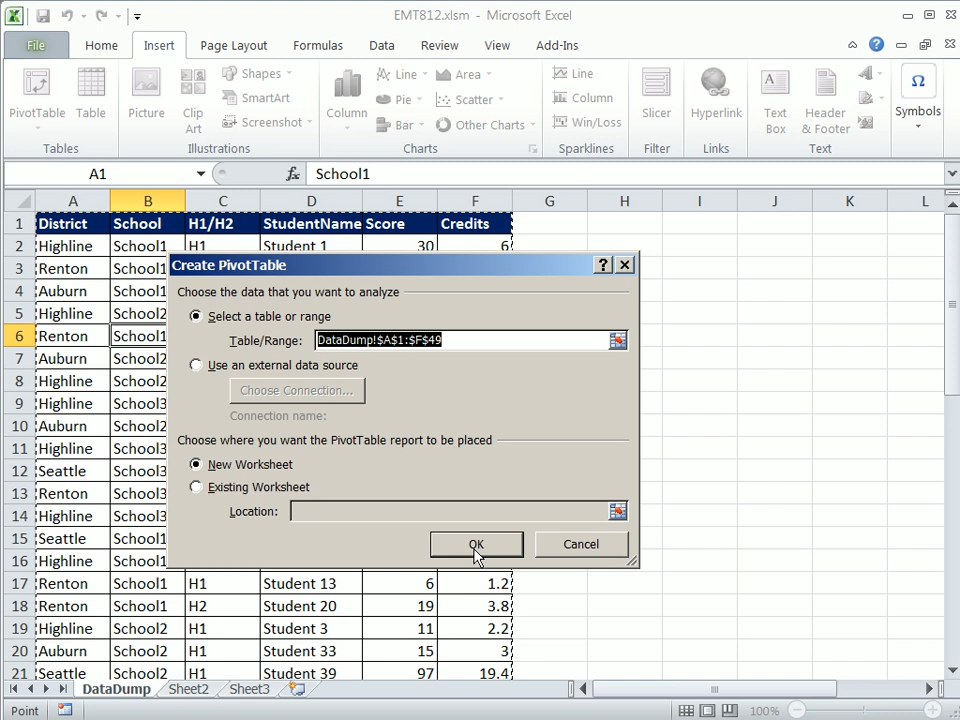 EMT812.xlsm - Microsoft Excel
File Home Insert Page Layout Formulas Data Review View Add-Ins
PivotTable Table Picture Clip Art Shapes SmartArt Screenshot Column Line Pie Bar Area Scatter Other Charts Line Column Win/Loss Slicer Hyperlink Text Box Header & Footer Ω Symbols
Tables Illustrations Charts Sparklines Filter Links Text
A1 fx School1
A B C D E F G H I J K L
1 District School H1/H2 StudentName Score Credits
2 Highline School1 H1 Student 1 30 6
3 Renton School1
4 Auburn School1
5 Highline School2
6 Renton School1
7 Auburn School2
8 Highline School2
9 Highline School3
10 Auburn School2
11 Highline School3
12 Seattle School3
13 Renton School3
14 Highline School3
15 Seattle School1
16 Highline School1
Create PivotTable ?
Choose the data that you want to analyze
Select a table or range
Table/Range: DataDump!$A$1:$F$49
Use an external data source
Choose Connection...
Connection name:
Choose where you want the PivotTable report to be placed
New Worksheet
Existing Worksheet
Location:
OK Cancel
17 Renton School1 H1 Student 13 6 1.2
18 Renton School1 H2 Student 20 19 3.8
19 Highline School2 H1 Student 3 11 2.2
20 Auburn School2 H1 Student 33 15 3
21 Seattle School2 H1 Student 39 97 19.4
DataDump Sheet2 Sheet3
Point 100%